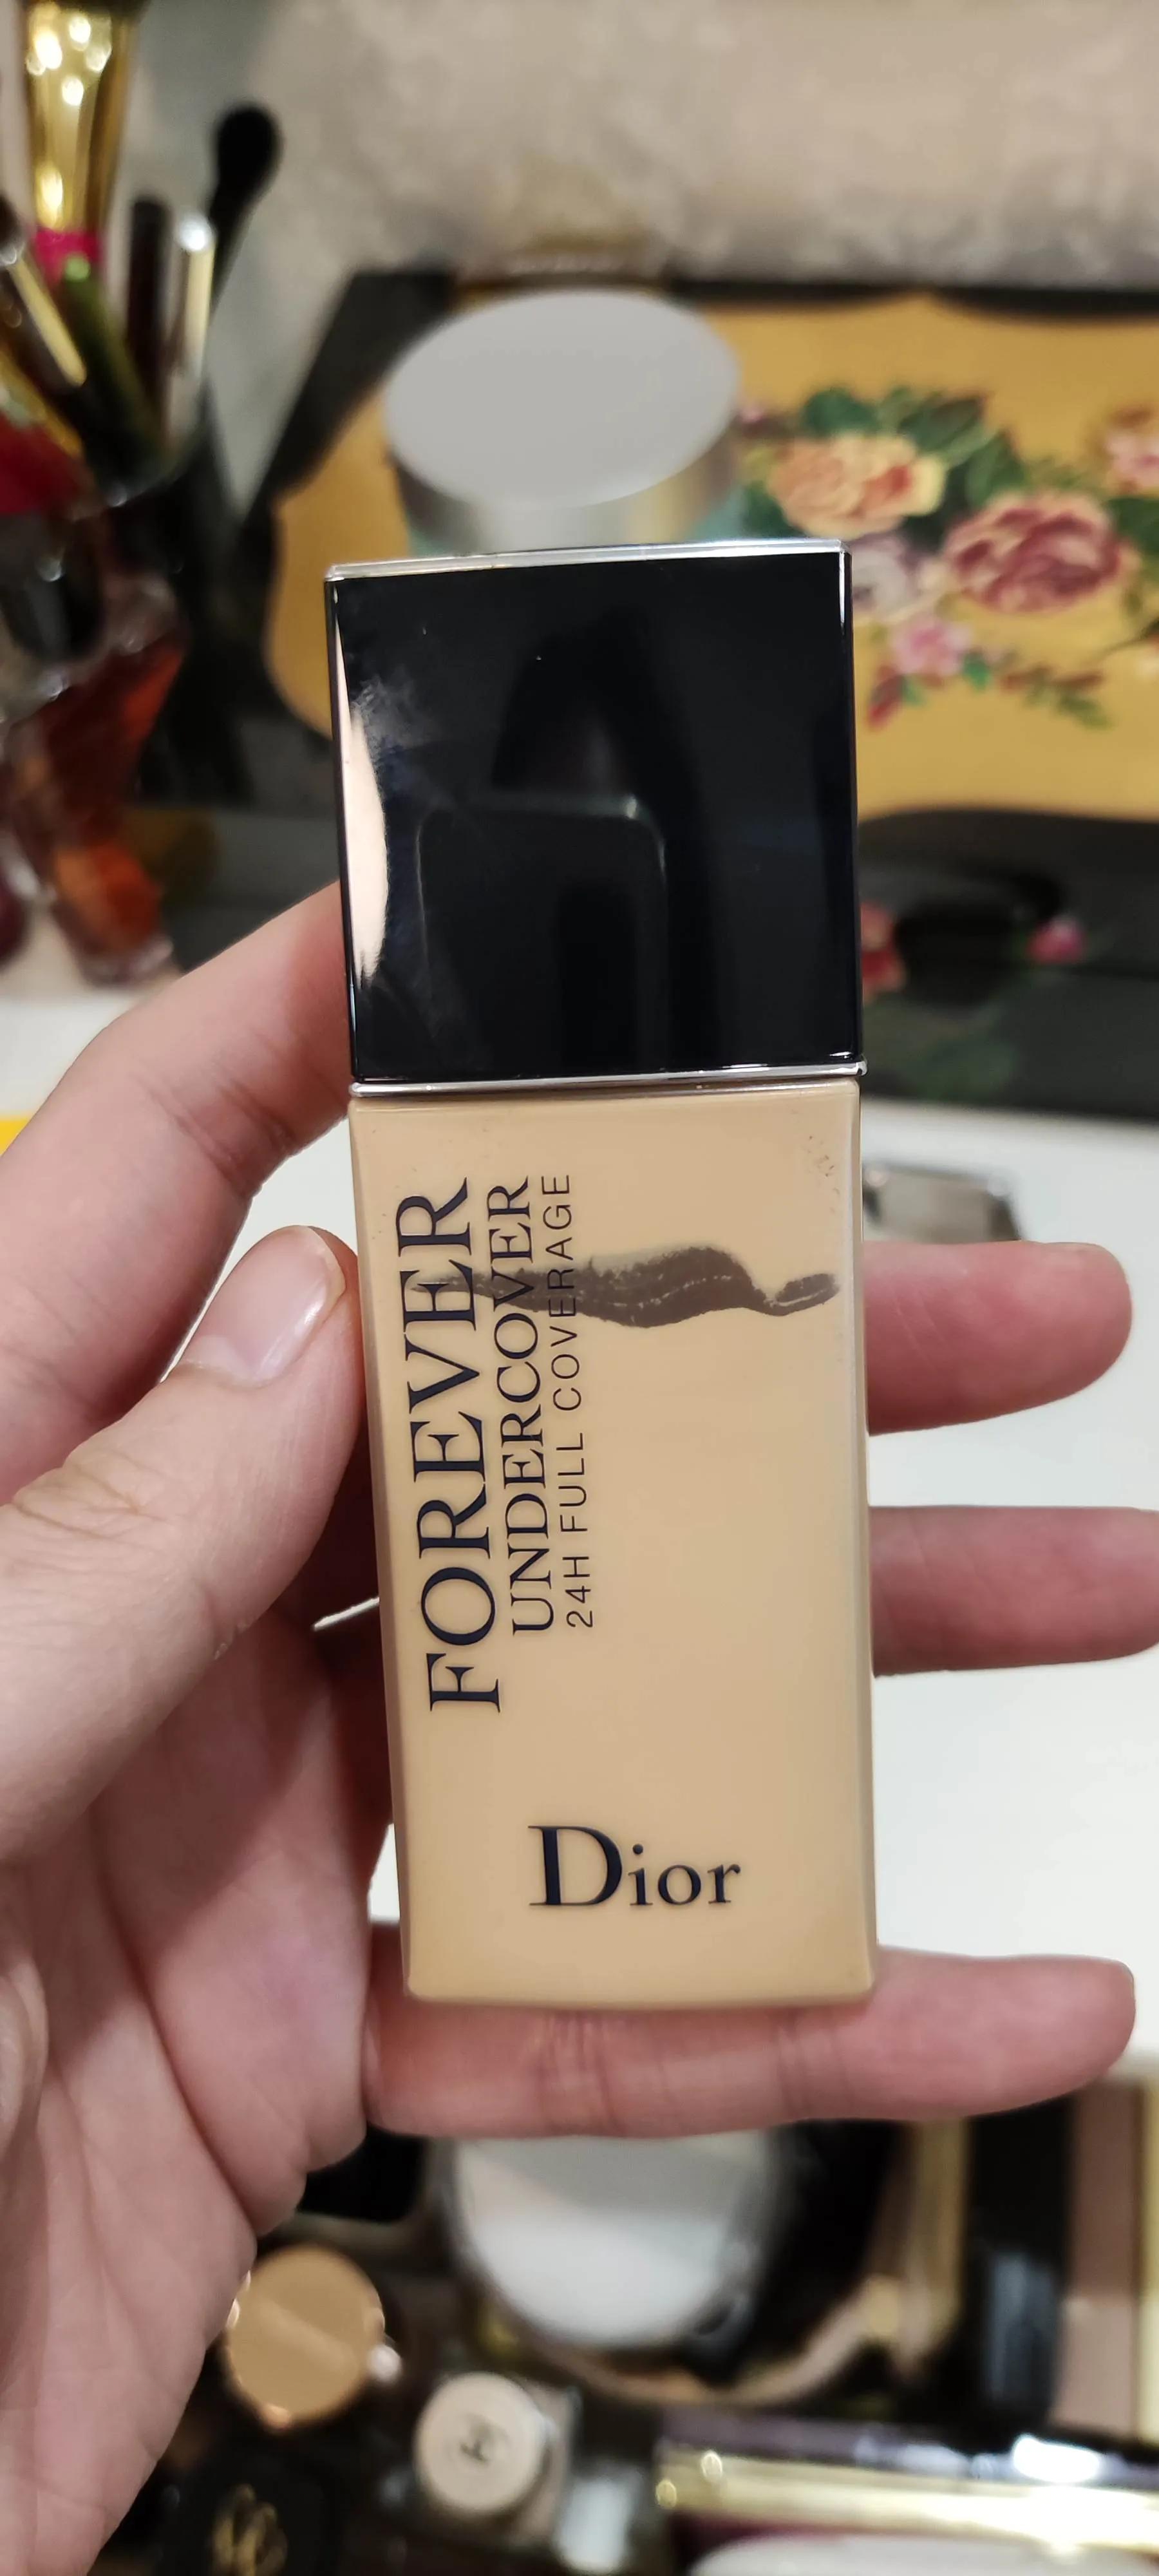 FOREVER
UNDERCOVER
24H FULL COVERAGE
Dior